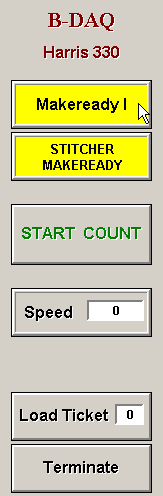 B-DAQ
Harris 330
Makeready I
STITCHER
MAKEREADY
START COUNT
Speed 0
Load Ticket 0
Terminate